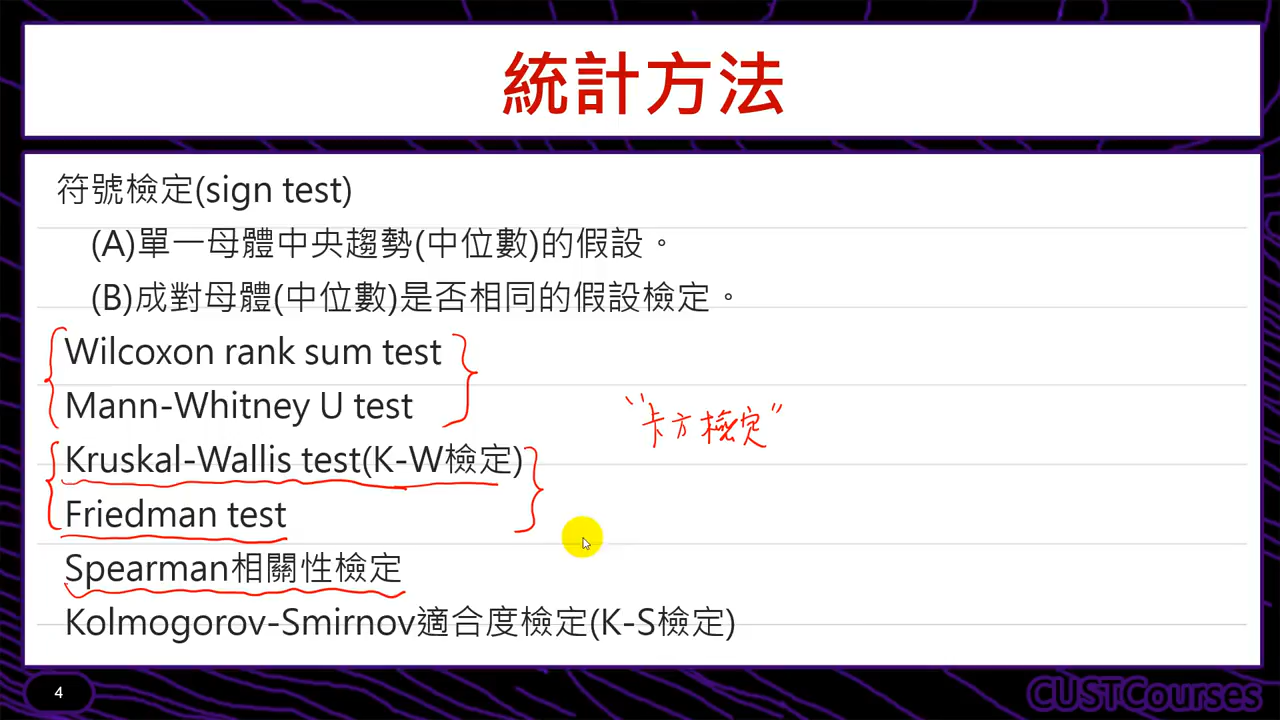 統計方法
符號檢定(sign test)
(A)單一母體中央趨勢(中位數)的假設。
(B)成對母體(中位數)是否相同的假設檢定。
Wilcoxon rank sum test
Mann-Whitney U test
"卡方檢定"
Kruskal-Wallis test(K-W檢定)
Friedman test
Spearman相關性檢定
Kolmogorov-Smirnov適合度檢定(K-S檢定)
4
CUSTCourses